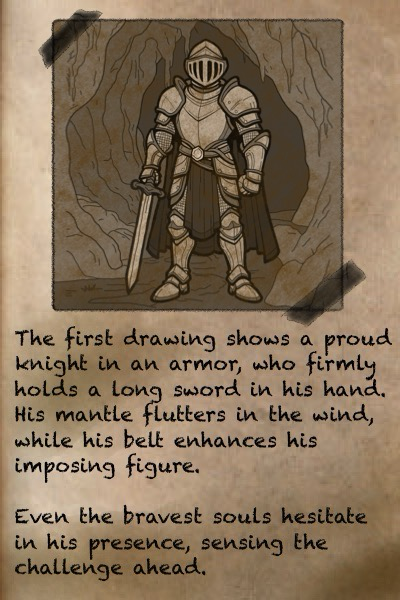 The first drawing shows a proud
knight in an armor, who firmly
holds a long sword in his hand.
His mantle flutters in the wind,
while his belt enhances his
imposing figure.
Even the bravest souls hesitate
in his presence, sensing the
challenge ahead.